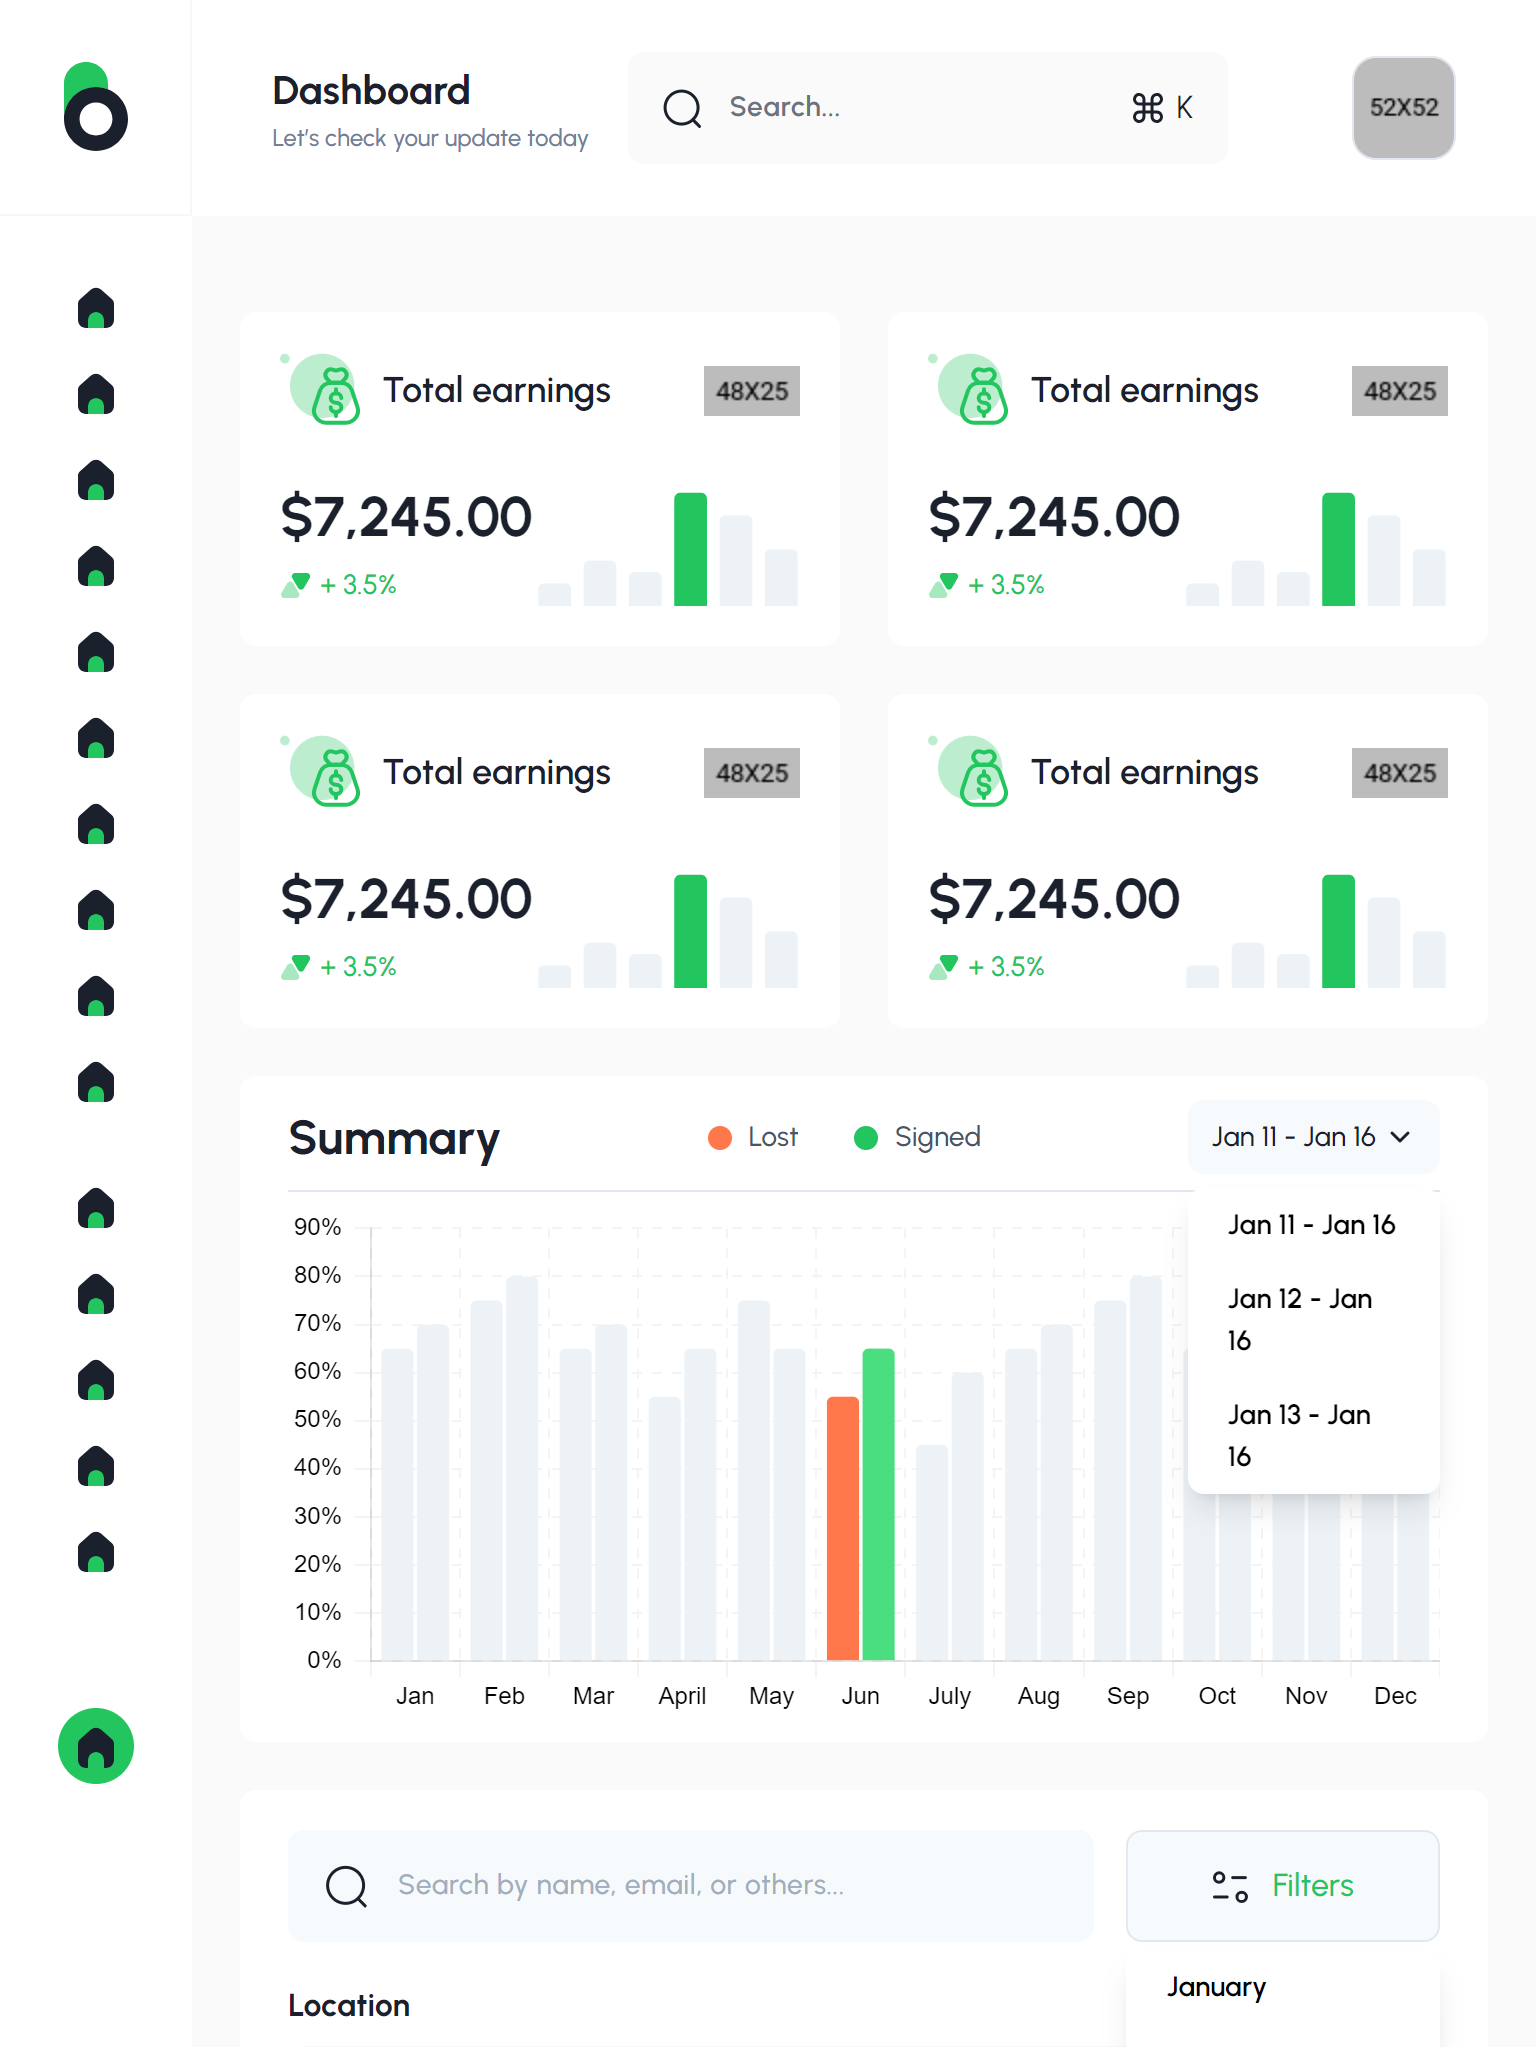 Dashboard
Let's check your update today
Search...
⌘ K
52X52
Total earnings
48X25
$7,245.00
+ 3.5%
Total earnings
48X25
$7,245.00
+ 3.5%
Total earnings
48X25
$7,245.00
+ 3.5%
Total earnings
48X25
$7,245.00
+ 3.5%
Summary
Lost
Signed
Jan 11 - Jan 16
Jan 11 - Jan 16
Jan 12 - Jan
16
Jan 13 - Jan
16
90%
80%
70%
60%
50%
40%
30%
20%
10%
0%
Jan
Feb
Mar
April
May
Jun
July
Aug
Sep
Oct
Nov
Dec
Search by name, email, or others...
Filters
January
Location